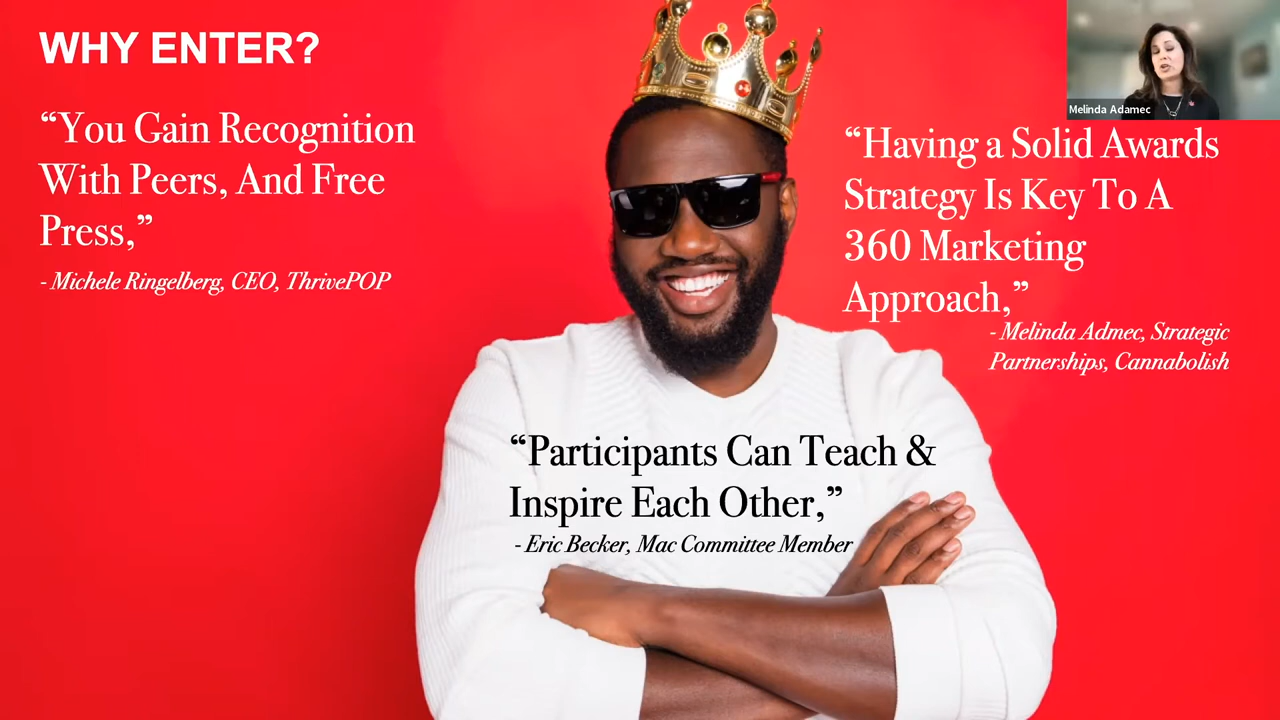 WHY ENTER?
“You Gain Recognition
With Peers, And Free
Press,”
- Michele Ringelberg, CEO, ThrivePOP
Melinda Adamec
“Having a Solid Awards
Strategy Is Key To A
360 Marketing
Approach,”
- Melinda Admec, Strategic
Partnerships, Cannabolish
“Participants Can Teach &
Inspire Each Other,”
- Eric Becker, Mac Committee Member